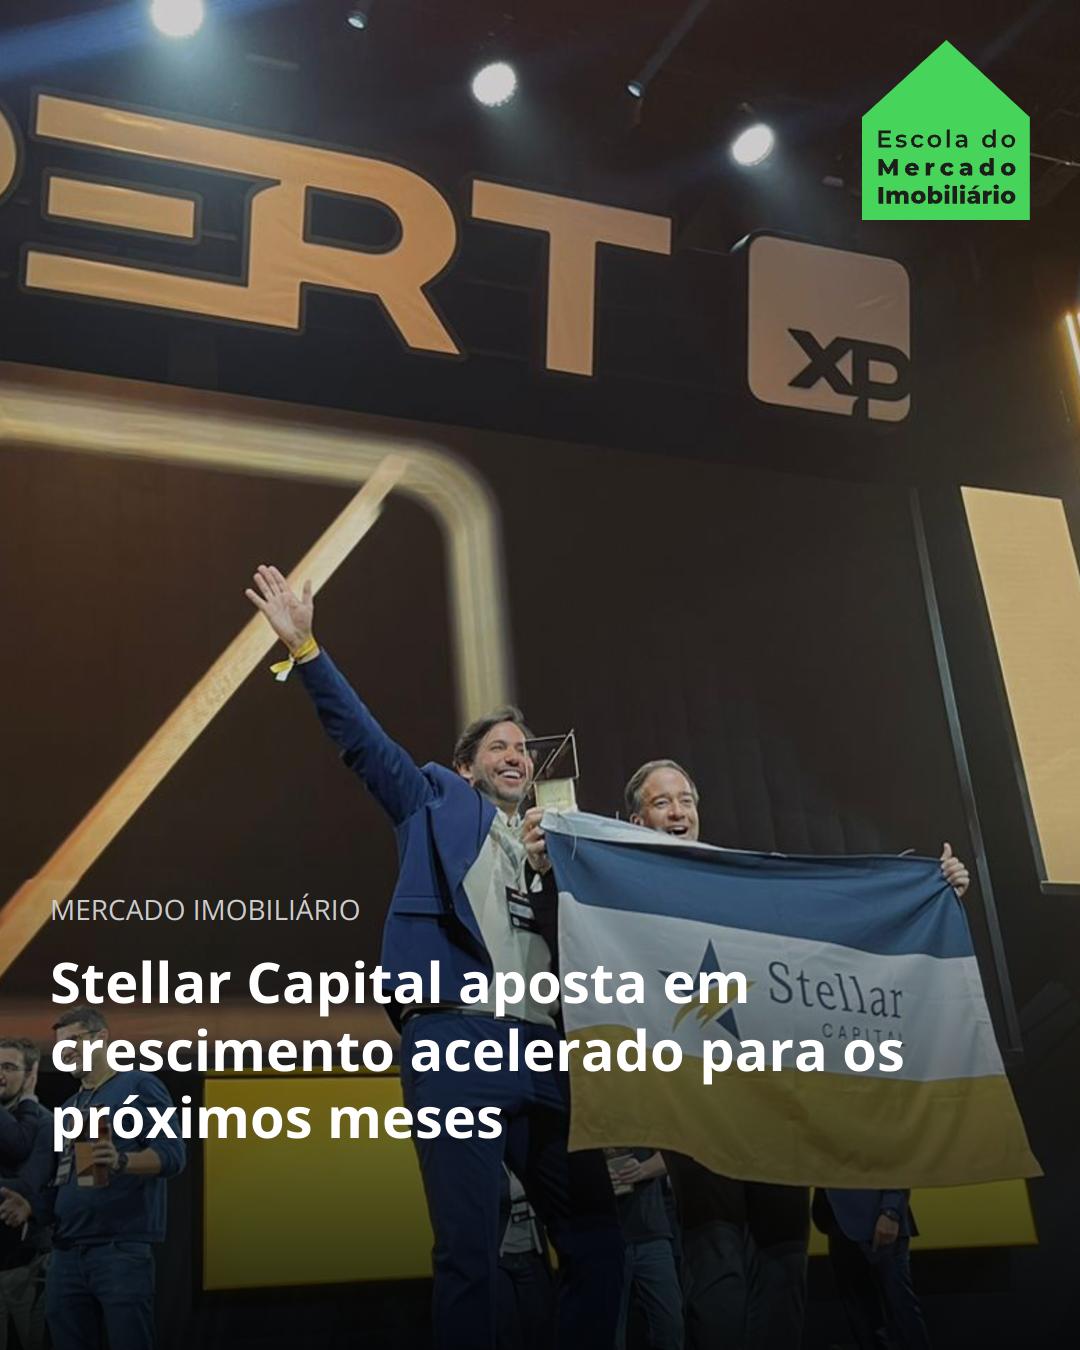 PERT
xp
Escola do
Mercado
Imobiliário
MERCADO IMOBILIÁRIO
Stellar Capital aposta em
crescimento acelerado para os
próximos meses
Stellar
CAPITAL